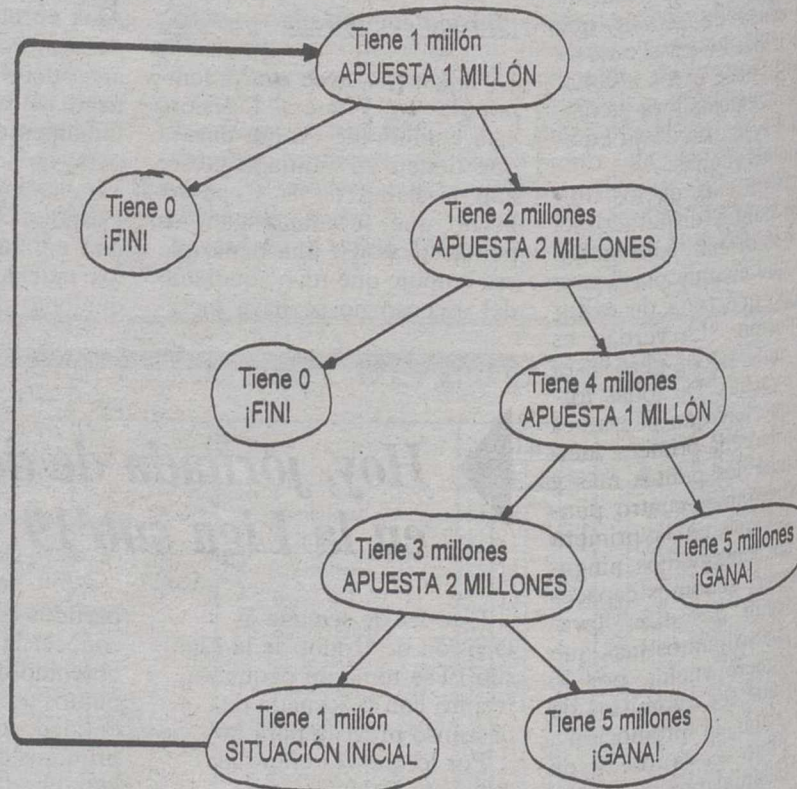 Tiene 1 millón
APUESTA 1 MILLÓN
Tiene 0
¡FIN!
Tiene 2 millones
APUESTA 2 MILLONES
Tiene 0
¡FIN!
Tiene 4 millones
APUESTA 1 MILLÓN
Tiene 3 millones
APUESTA 2 MILLONES
Tiene 5 millones
¡GANA!
Tiene 1 millón
SITUACIÓN INICIAL
Tiene 5 millones
¡GANA!